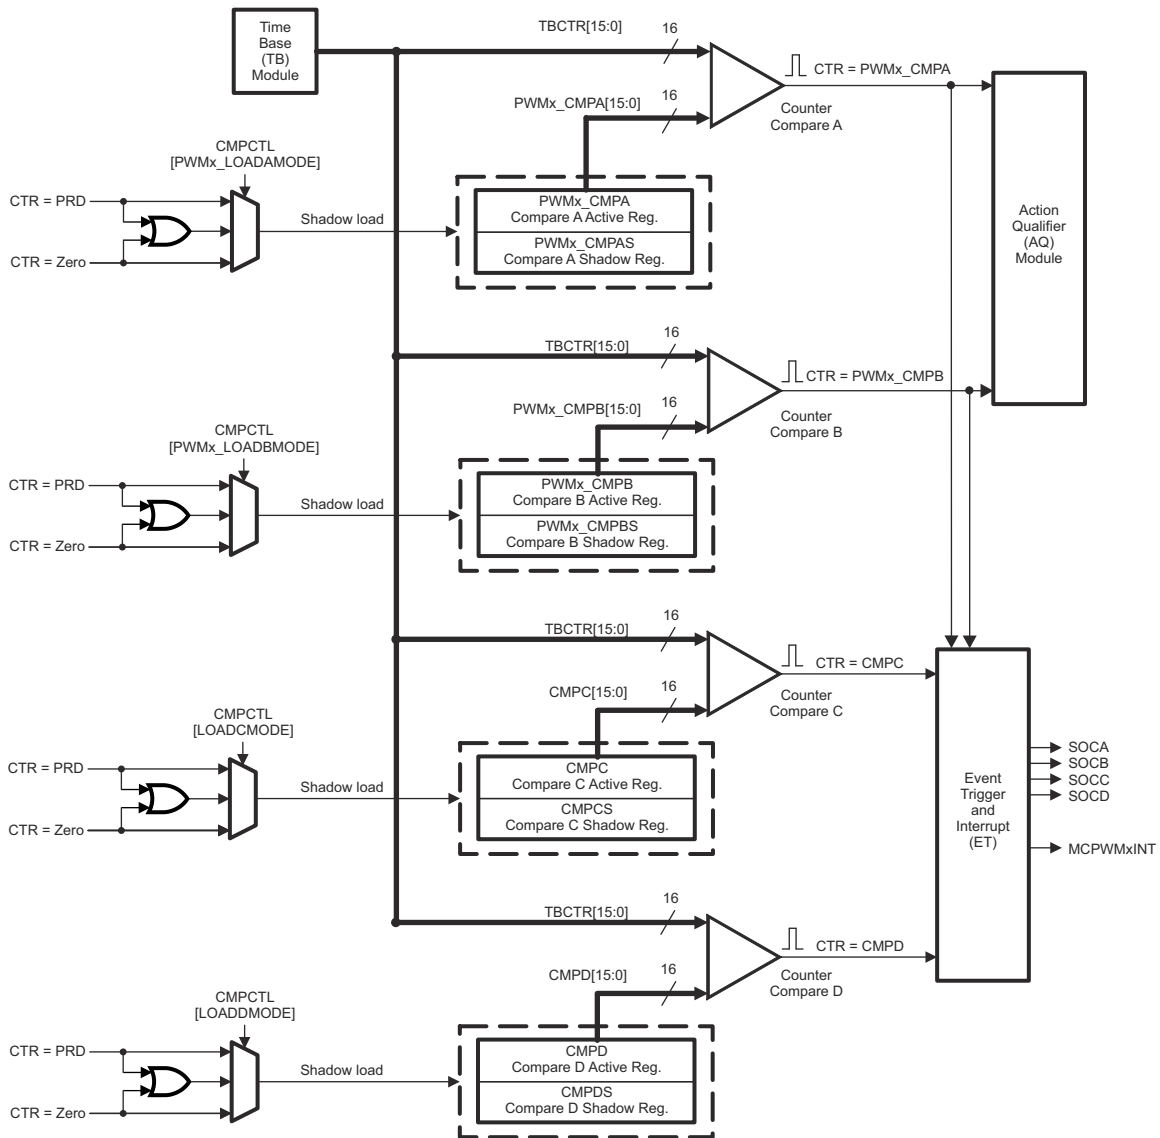 Time
Base
(TB)
Module
TBCTR[15:0]
16
CTR = PWMx_CMPA
PWMx_CMPA[15:0]
16
Counter
Compare A
CMPCTL
[PWMx_LOADAMODE]
CTR = PRD
CTR = Zero
Shadow load
PWMx_CMPA
Compare A Active Reg.
PWMx_CMPAS
Compare A Shadow Reg.
Action
Qualifier
(AQ)
Module
TBCTR[15:0]
16
CTR = PWMx_CMPB
PWMx_CMPB[15:0]
16
Counter
Compare B
CMPCTL
[PWMx_LOADBMODE]
CTR = PRD
CTR = Zero
Shadow load
PWMx_CMPB
Compare B Active Reg.
PWMx_CMPBS
Compare B Shadow Reg.
TBCTR[15:0]
16
CTR = CMPC
CMPC[15:0]
16
Counter
Compare C
CMPCTL
[LOADCMODE]
CTR = PRD
CTR = Zero
Shadow load
CMPC
Compare C Active Reg.
CMPCS
Compare C Shadow Reg.
Event
Trigger
and
Interrupt
(ET)
SOCA
SOCB
SOCC
SOCD
MCPWMxINT
TBCTR[15:0]
16
CTR = CMPD
CMPD[15:0]
16
Counter
Compare D
CMPCTL
[LOADDMODE]
CTR = PRD
CTR = Zero
Shadow load
CMPD
Compare D Active Reg.
CMPDS
Compare D Shadow Reg.